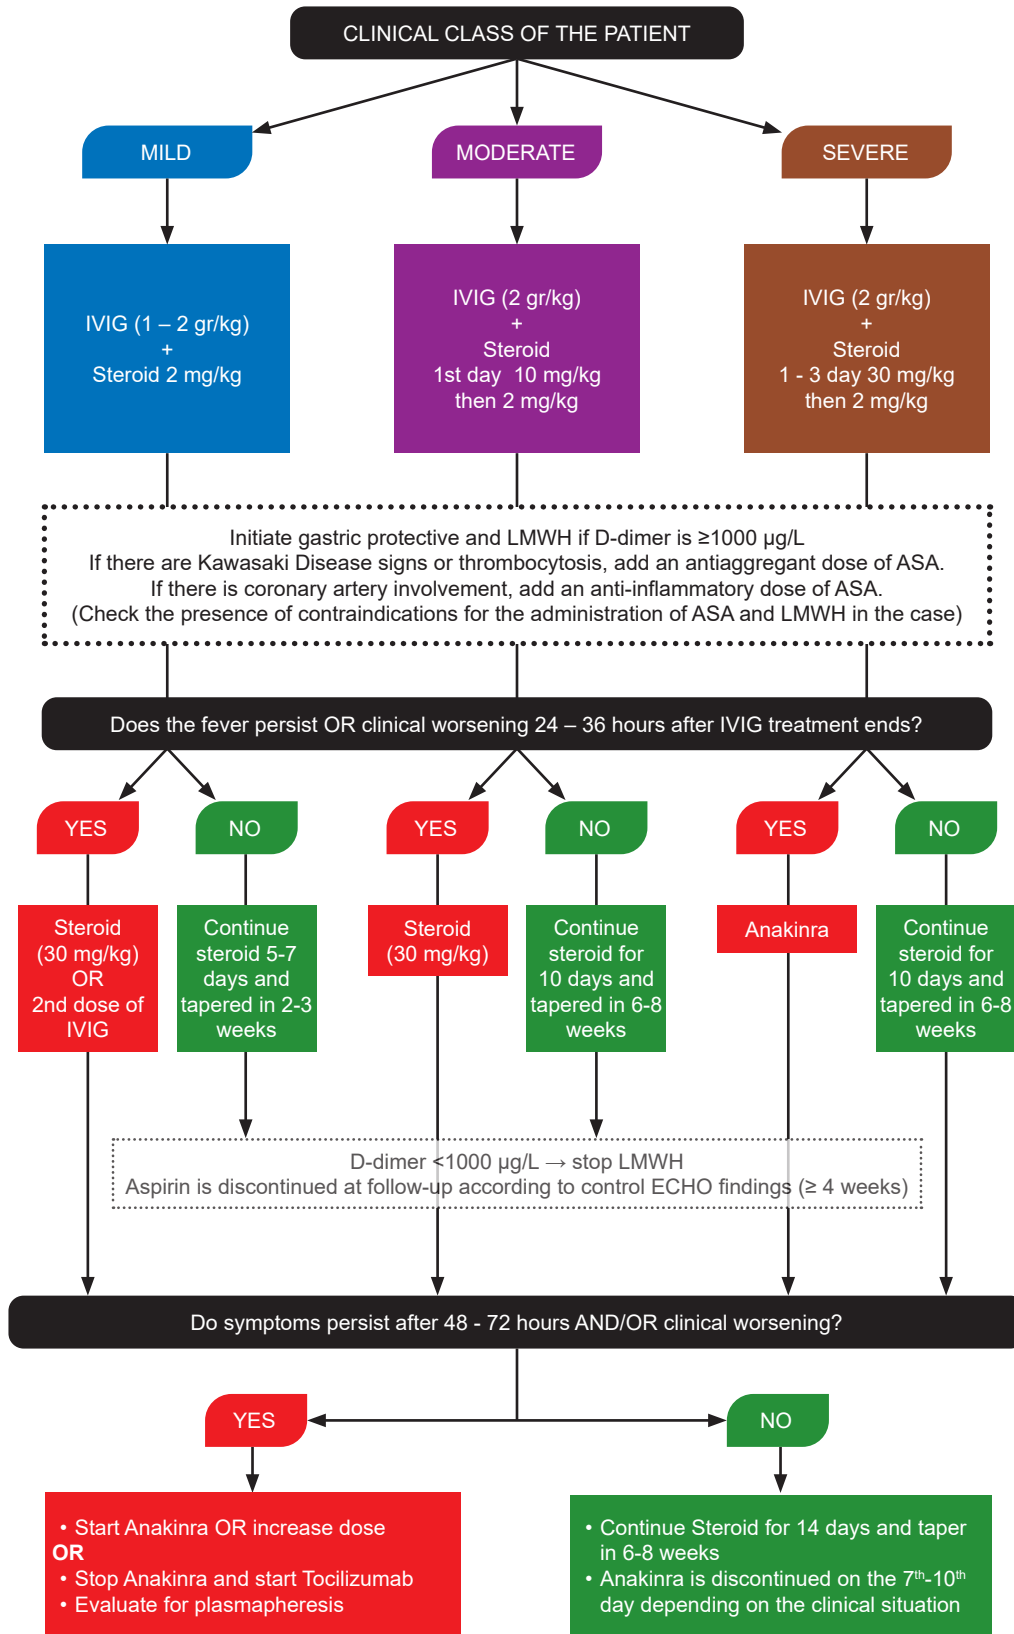 CLINICAL CLASS OF THE PATIENT
MILD
MODERATE
SEVERE
IVIG (1 – 2 gr/kg)
+
Steroid 2 mg/kg
IVIG (2 gr/kg)
+
Steroid
1st day 10 mg/kg
then 2 mg/kg
IVIG (2 gr/kg)
+
Steroid
1 - 3 day 30 mg/kg
then 2 mg/kg
Initiate gastric protective and LMWH if D-dimer is ≥1000 µg/L
If there are Kawasaki Disease signs or thrombocytosis, add an antiaggregant dose of ASA.
If there is coronary artery involvement, add an anti-inflammatory dose of ASA.
(Check the presence of contraindications for the administration of ASA and LMWH in the case)
Does the fever persist OR clinical worsening 24 – 36 hours after IVIG treatment ends?
YES
NO
YES
NO
YES
NO
Steroid
(30 mg/kg)
OR
2nd dose of
IVIG
Continue
steroid 5-7
days and
tapered in 2-3
weeks
Steroid
(30 mg/kg)
Continue
steroid for
10 days and
tapered in 6-8
weeks
Anakinra
Continue
steroid for
10 days and
tapered in 6-8
weeks
D-dimer <1000 µg/L → stop LMWH
Aspirin is discontinued at follow-up according to control ECHO findings (≥ 4 weeks)
Do symptoms persist after 48 - 72 hours AND/OR clinical worsening?
YES
NO
• Start Anakinra OR increase dose
OR
• Stop Anakinra and start Tocilizumab
• Evaluate for plasmapheresis
• Continue Steroid for 14 days and taper
in 6-8 weeks
• Anakinra is discontinued on the 7th-10th
day depending on the clinical situation